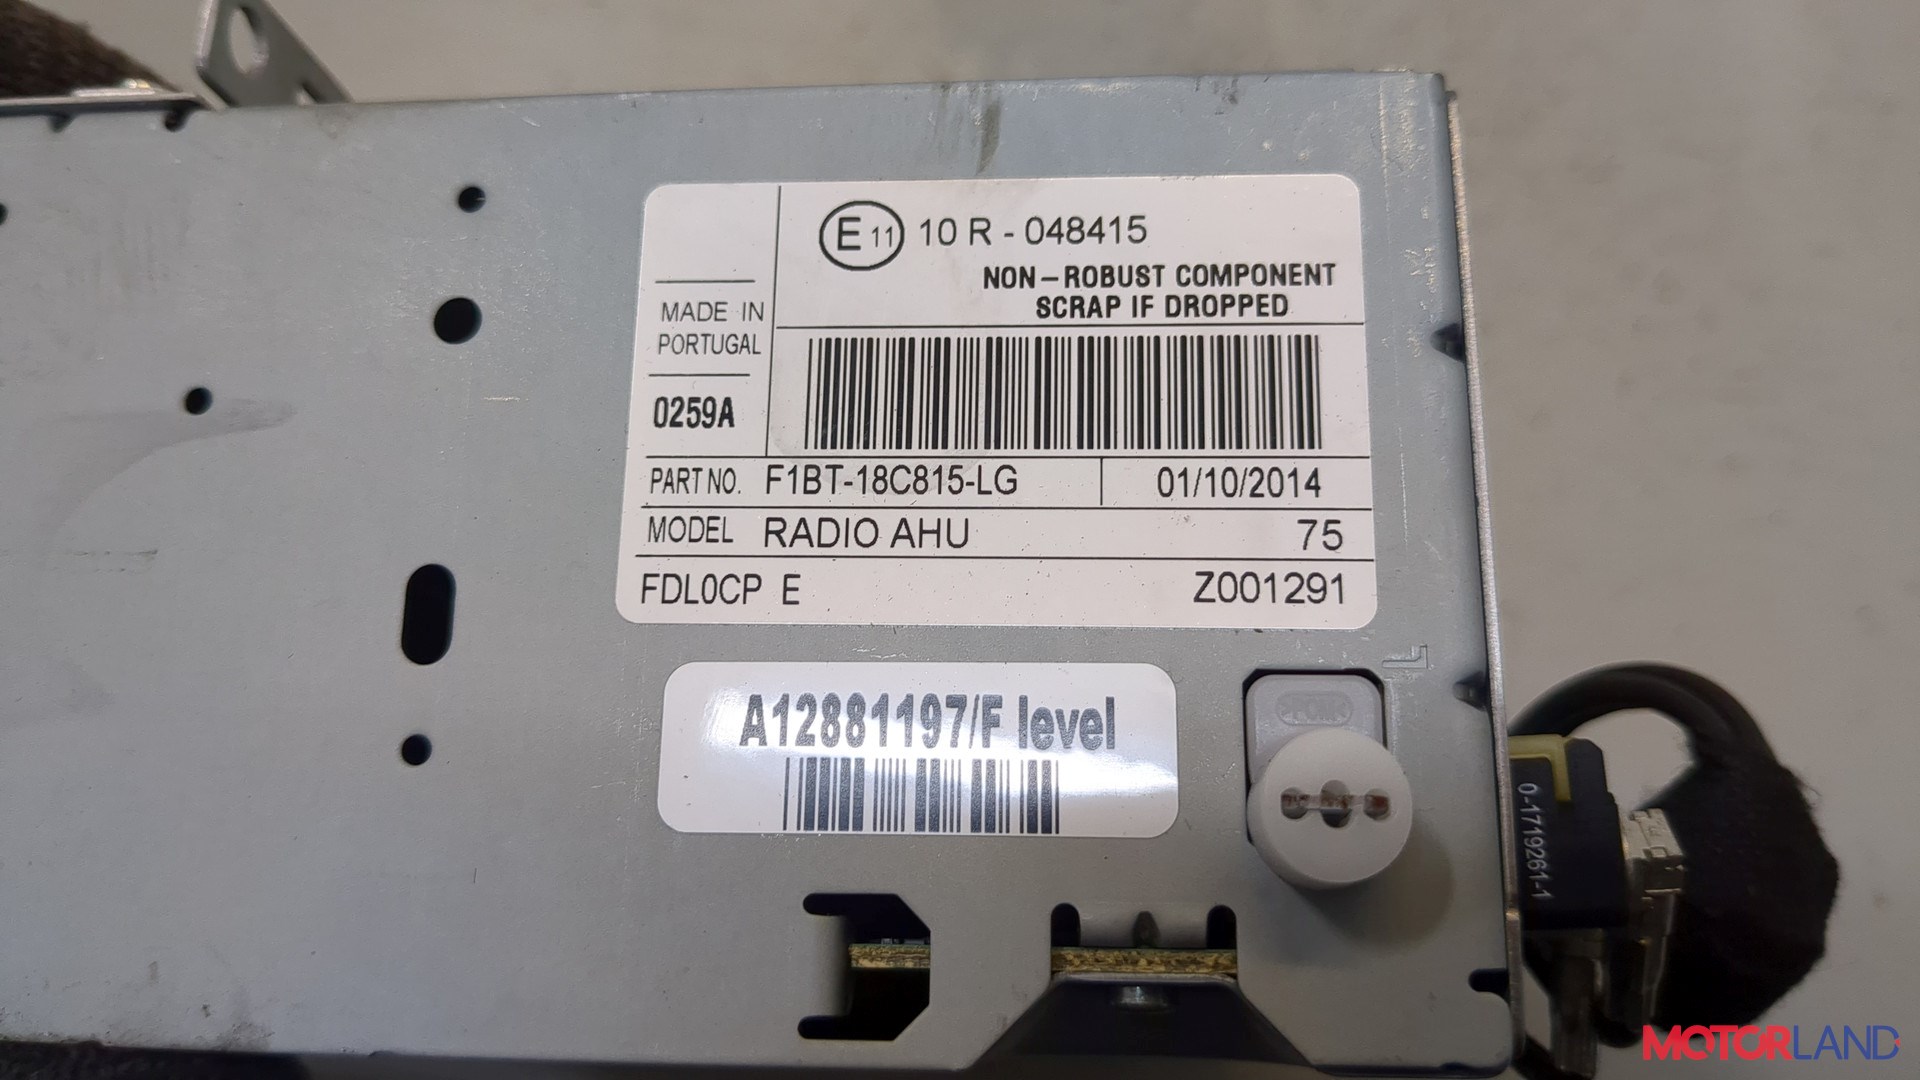 E 11 10 R - 048415
NON-ROBUST COMPONENT
SCRAP IF DROPPED
MADE IN
PORTUGAL
0259A
PART NO. F1BT-18C815-LG 01/10/2014
MODEL RADIO AHU 75
FDL0CP E Z001291
A12881197/F level
0-1719261-1
MOTORLAND